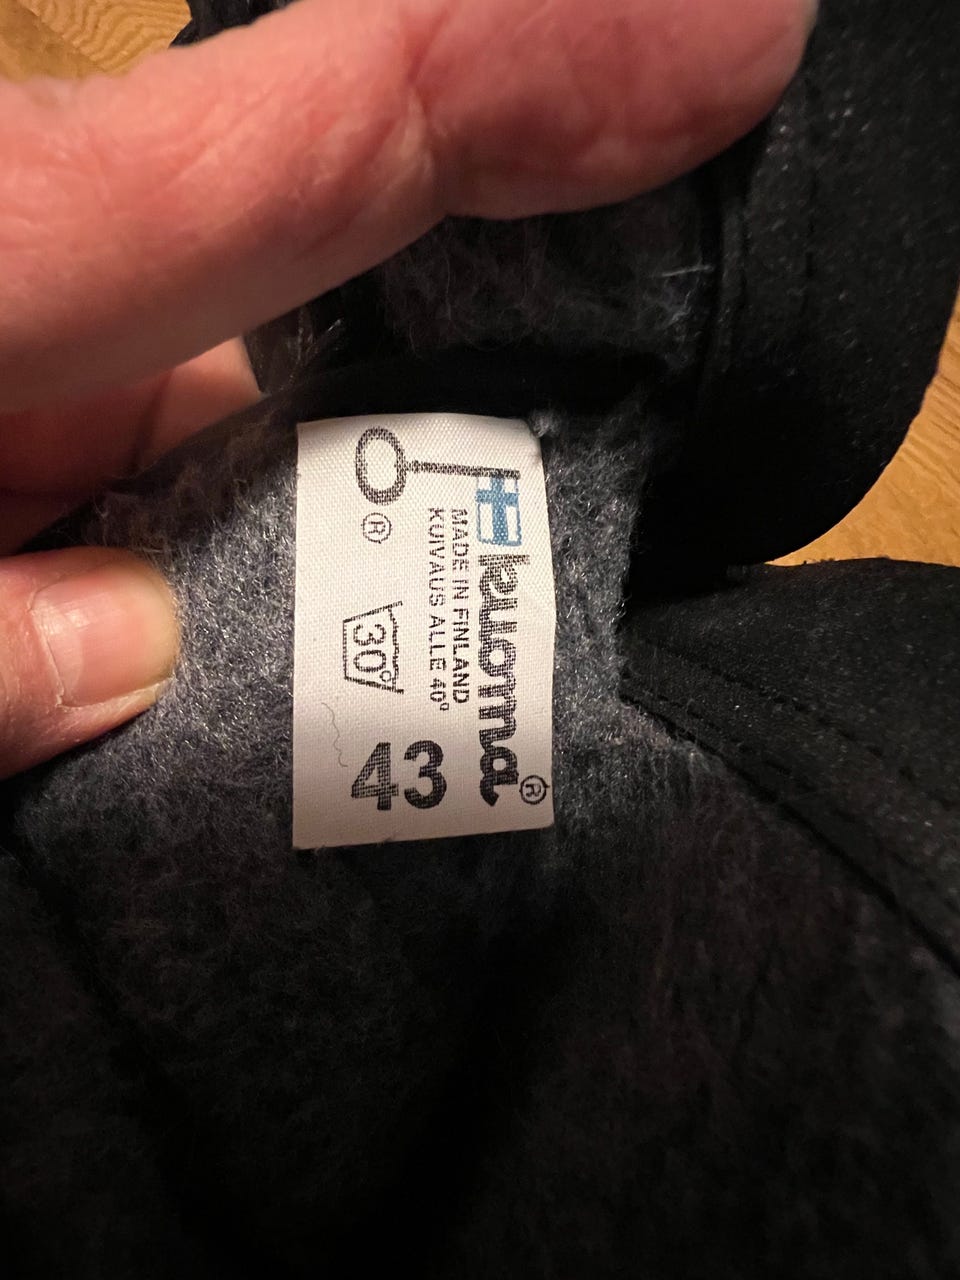 kuoma®
MADE IN FINLAND
KUIVAUS ALLE 40°
®
30°
43